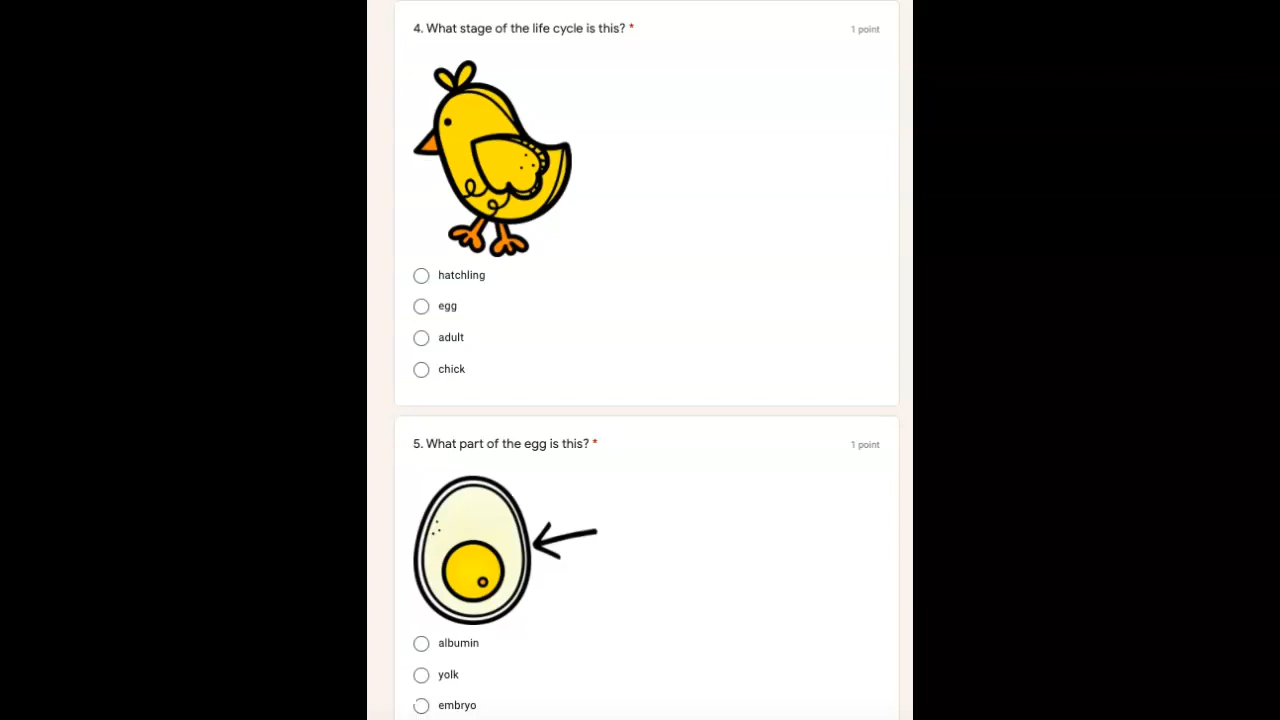 4. What stage of the life cycle is this? *
1 point
hatchling
egg
adult
chick
5. What part of the egg is this? *
1 point
albumin
yolk
embryo